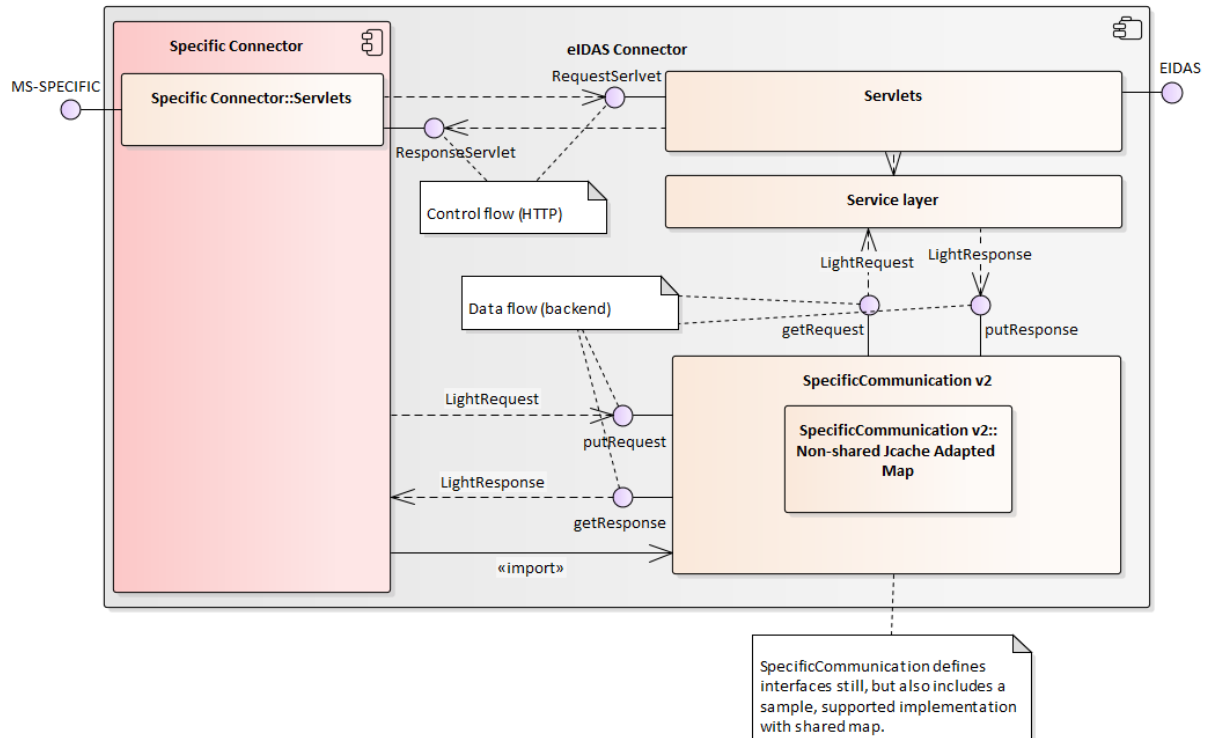 Specific Connector
eIDAS Connector
MS-SPECIFIC
Specific Connector::Servlets
RequestSerlvet
Servlets
EIDAS
ResponseServlet
Control flow (HTTP)
Service layer
LightRequest
LightResponse
Data flow (backend)
getRequest
putResponse
SpecificCommunication v2
LightRequest
putRequest
SpecificCommunication v2::
Non-shared Jcache Adapted
Map
LightResponse
getResponse
«import»
SpecificCommunication defines
interfaces still, but also includes a
sample, supported implementation
with shared map.